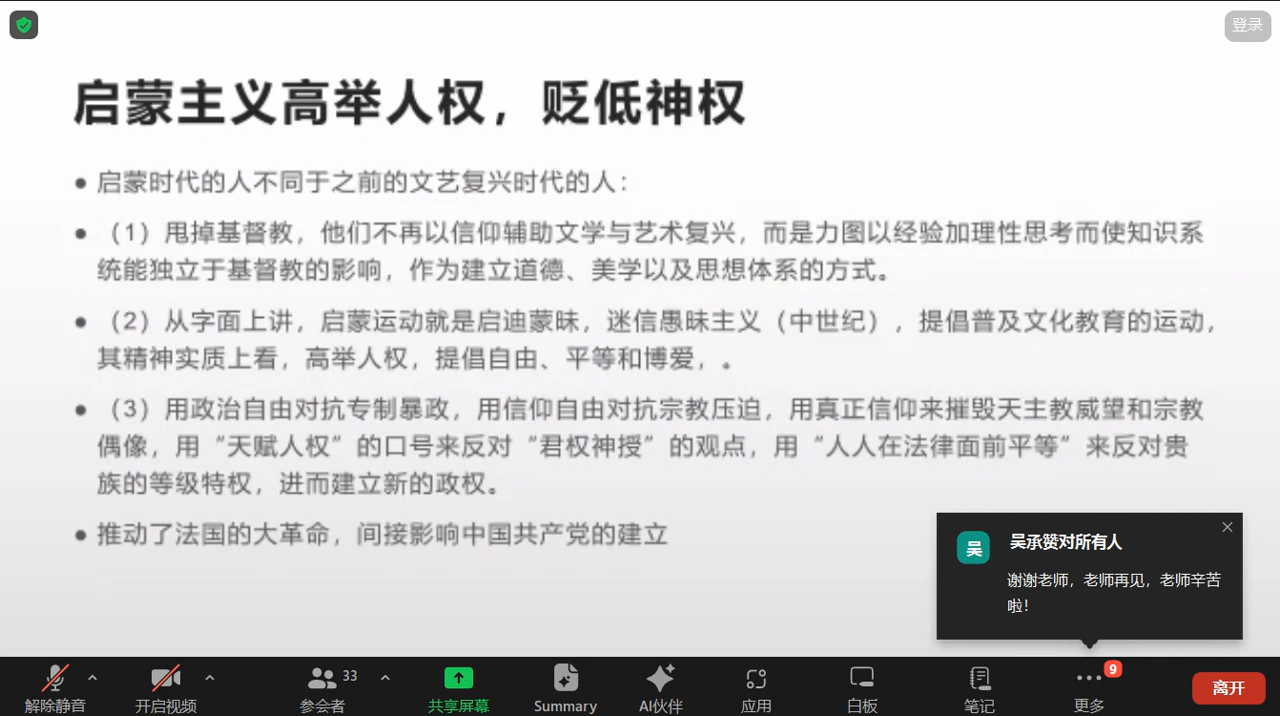 登录
启蒙主义高举人权，贬低神权
● 启蒙时代的人不同于之前的文艺复兴时代的人：
● （1）甩掉基督教，他们不再以信仰辅助文学与艺术复兴，而是力图以经验加理性思考而使知识系
统能独立于基督教的影响，作为建立道德、美学以及思想体系的方式。
● （2）从字面上讲，启蒙运动就是启迪蒙昧，迷信愚昧主义（中世纪），提倡普及文化教育的运动，
其精神实质上看，高举人权，提倡自由、平等和博爱，。
● （3）用政治自由对抗专制暴政，用信仰自由对抗宗教压迫，用真正信仰来摧毁天主教威望和宗教
偶像，用“天赋人权”的口号来反对“君权神授”的观点，用“人人在法律面前平等”来反对贵
族的等级特权，进而建立新的政权。
● 推动了法国的大革命，间接影响中国共产党的建立
吴
吴承褽对所有人
谢谢老师，老师再见，老师辛苦
啦！
解除静音
开启视频
33
参会者
共享屏幕
Summary
AI伙伴
应用
白板
笔记
9
更多
离开